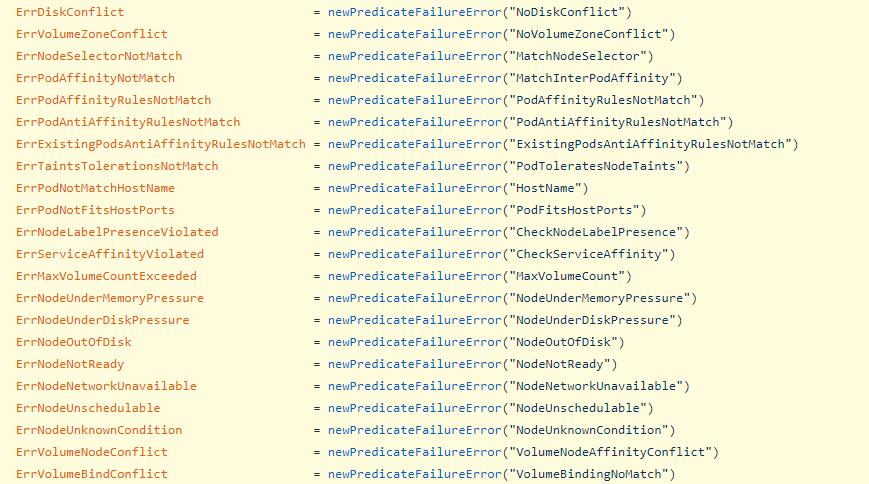 ErrDiskConflict = newPredicateFailureError("NoDiskConflict")
ErrVolumeZoneConflict = newPredicateFailureError("NoVolumeZoneConflict")
ErrNodeSelectorNotMatch = newPredicateFailureError("MatchNodeSelector")
ErrPodAffinityNotMatch = newPredicateFailureError("MatchInterPodAffinity")
ErrPodAffinityRulesNotMatch = newPredicateFailureError("PodAffinityRulesNotMatch")
ErrPodAntiAffinityRulesNotMatch = newPredicateFailureError("PodAntiAffinityRulesNotMatch")
ErrExistingPodsAntiAffinityRulesNotMatch = newPredicateFailureError("ExistingPodsAntiAffinityRulesNotMatch")
ErrTaintsTolerationsNotMatch = newPredicateFailureError("PodToleratesNodeTaints")
ErrPodNotMatchHostName = newPredicateFailureError("HostName")
ErrPodNotFitsHostPorts = newPredicateFailureError("PodFitsHostPorts")
ErrNodeLabelPresenceViolated = newPredicateFailureError("CheckNodeLabelPresence")
ErrServiceAffinityViolated = newPredicateFailureError("CheckServiceAffinity")
ErrMaxVolumeCountExceeded = newPredicateFailureError("MaxVolumeCount")
ErrNodeUnderMemoryPressure = newPredicateFailureError("NodeUnderMemoryPressure")
ErrNodeUnderDiskPressure = newPredicateFailureError("NodeUnderDiskPressure")
ErrNodeOutOfDisk = newPredicateFailureError("NodeOutOfDisk")
ErrNodeNotReady = newPredicateFailureError("NodeNotReady")
ErrNodeNetworkUnavailable = newPredicateFailureError("NodeNetworkUnavailable")
ErrNodeUnschedulable = newPredicateFailureError("NodeUnschedulable")
ErrNodeUnknownCondition = newPredicateFailureError("NodeUnknownCondition")
ErrVolumeNodeConflict = newPredicateFailureError("VolumeNodeAffinityConflict")
ErrVolumeBindConflict = newPredicateFailureError("VolumeBindingNoMatch")